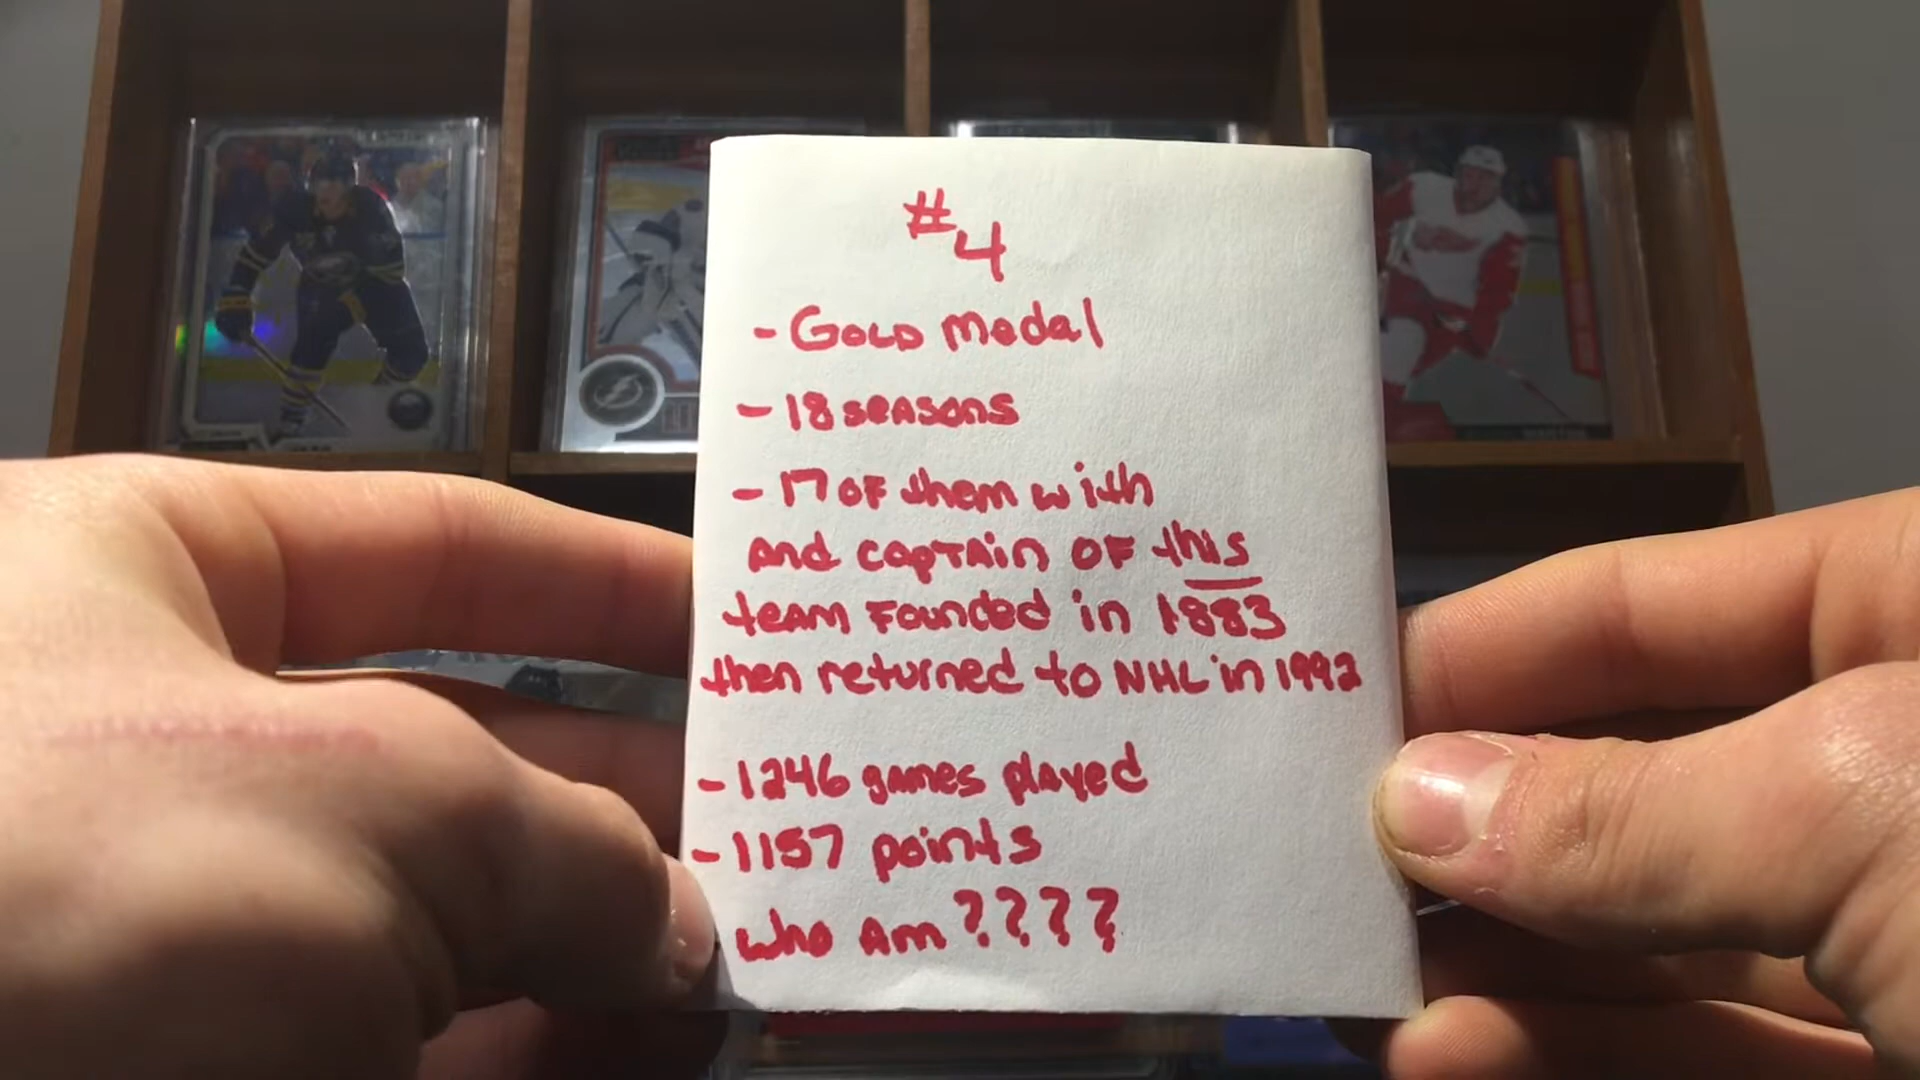 #4
- Gold medal
- 18 seasons
- 17 of them with
and captain of this
team founded in 1883
then returned to NHL in 1992
- 1246 games played
- 1157 points
who am ????